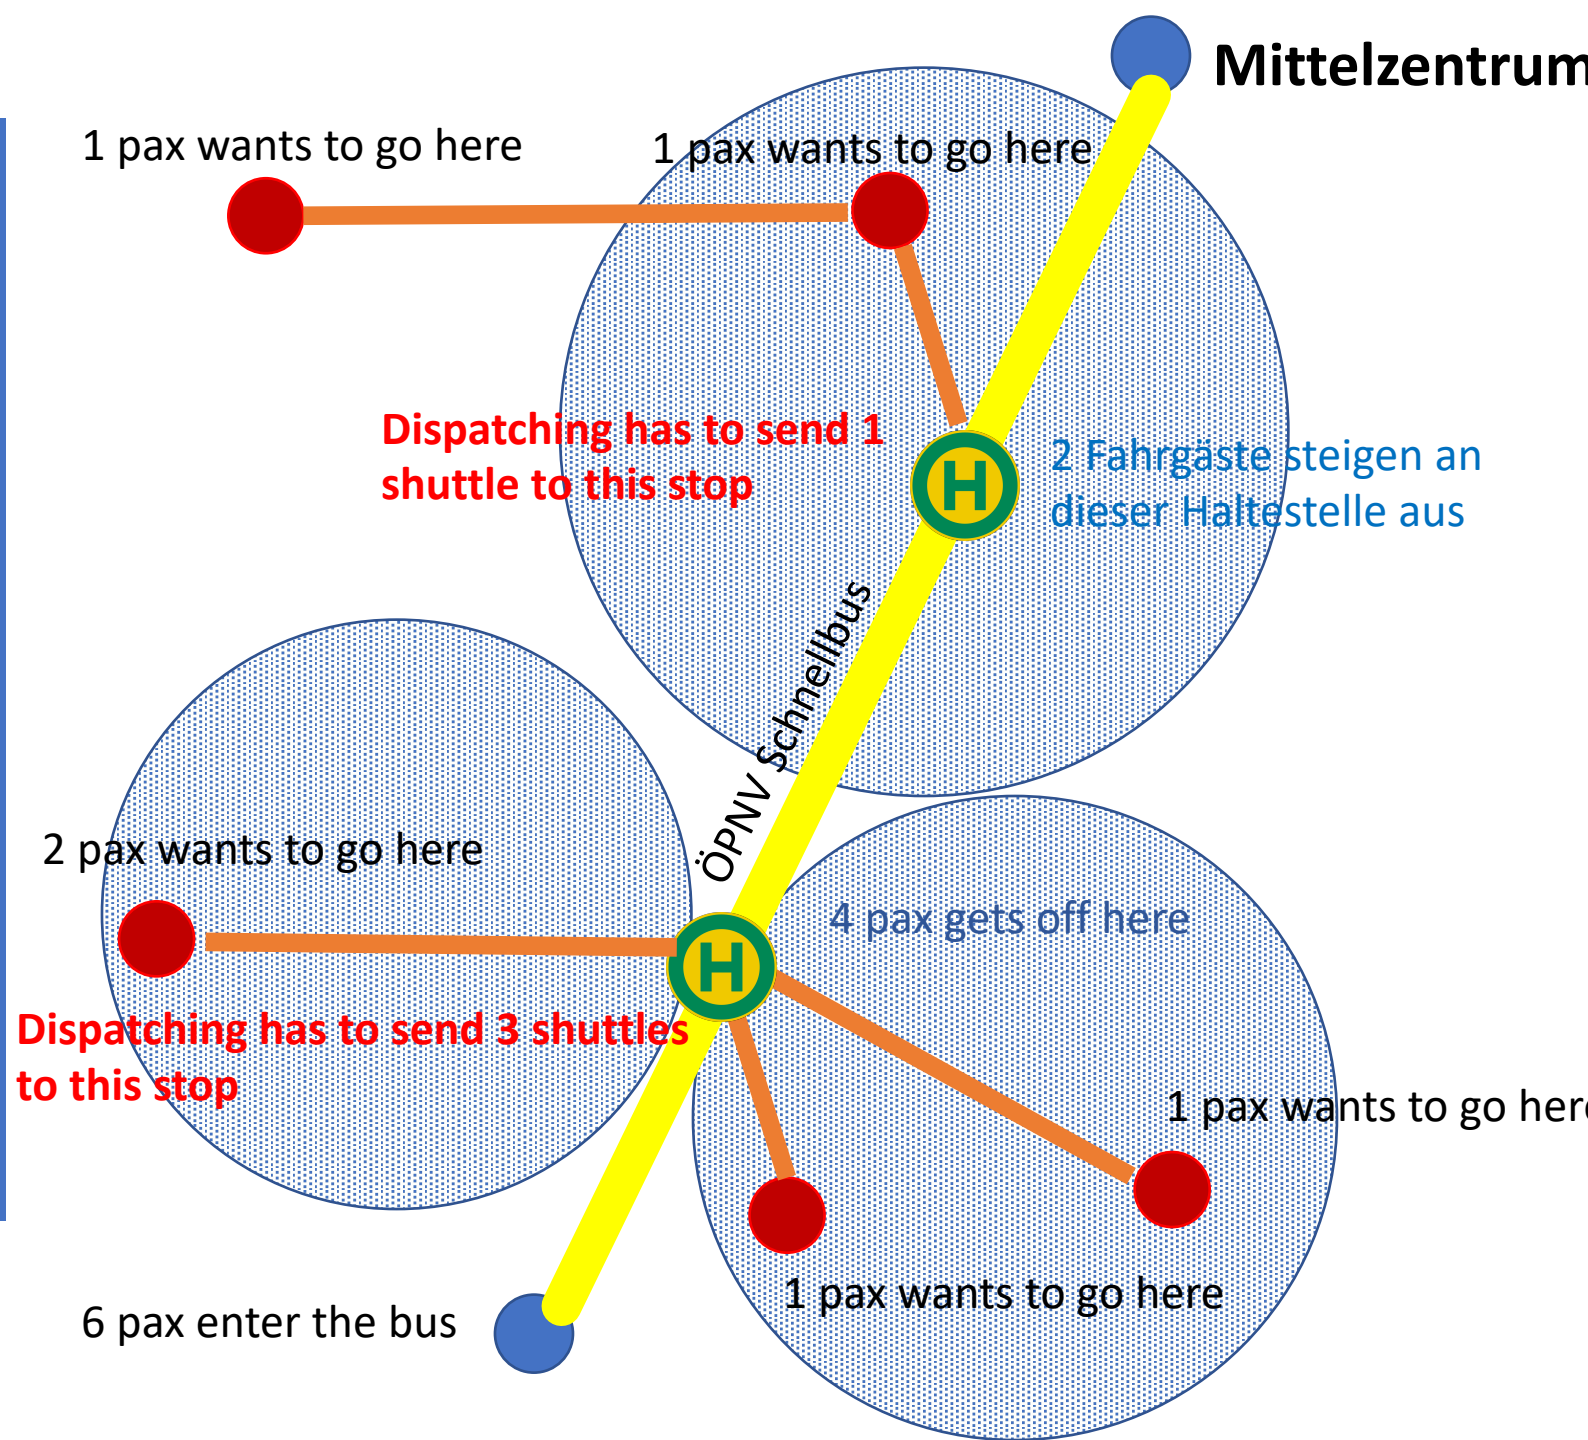 Mittelzentrum
1 pax wants to go here
1 pax wants to go here
Dispatching has to send 1
shuttle to this stop
H
2 Fahrgäste steigen an
dieser Haltestelle aus
ÖPNV Schnellbus
2 pax wants to go here
4 pax gets off here
H
Dispatching has to send 3 shuttles
to this stop
1 pax wants to go here
1 pax wants to go here
6 pax enter the bus